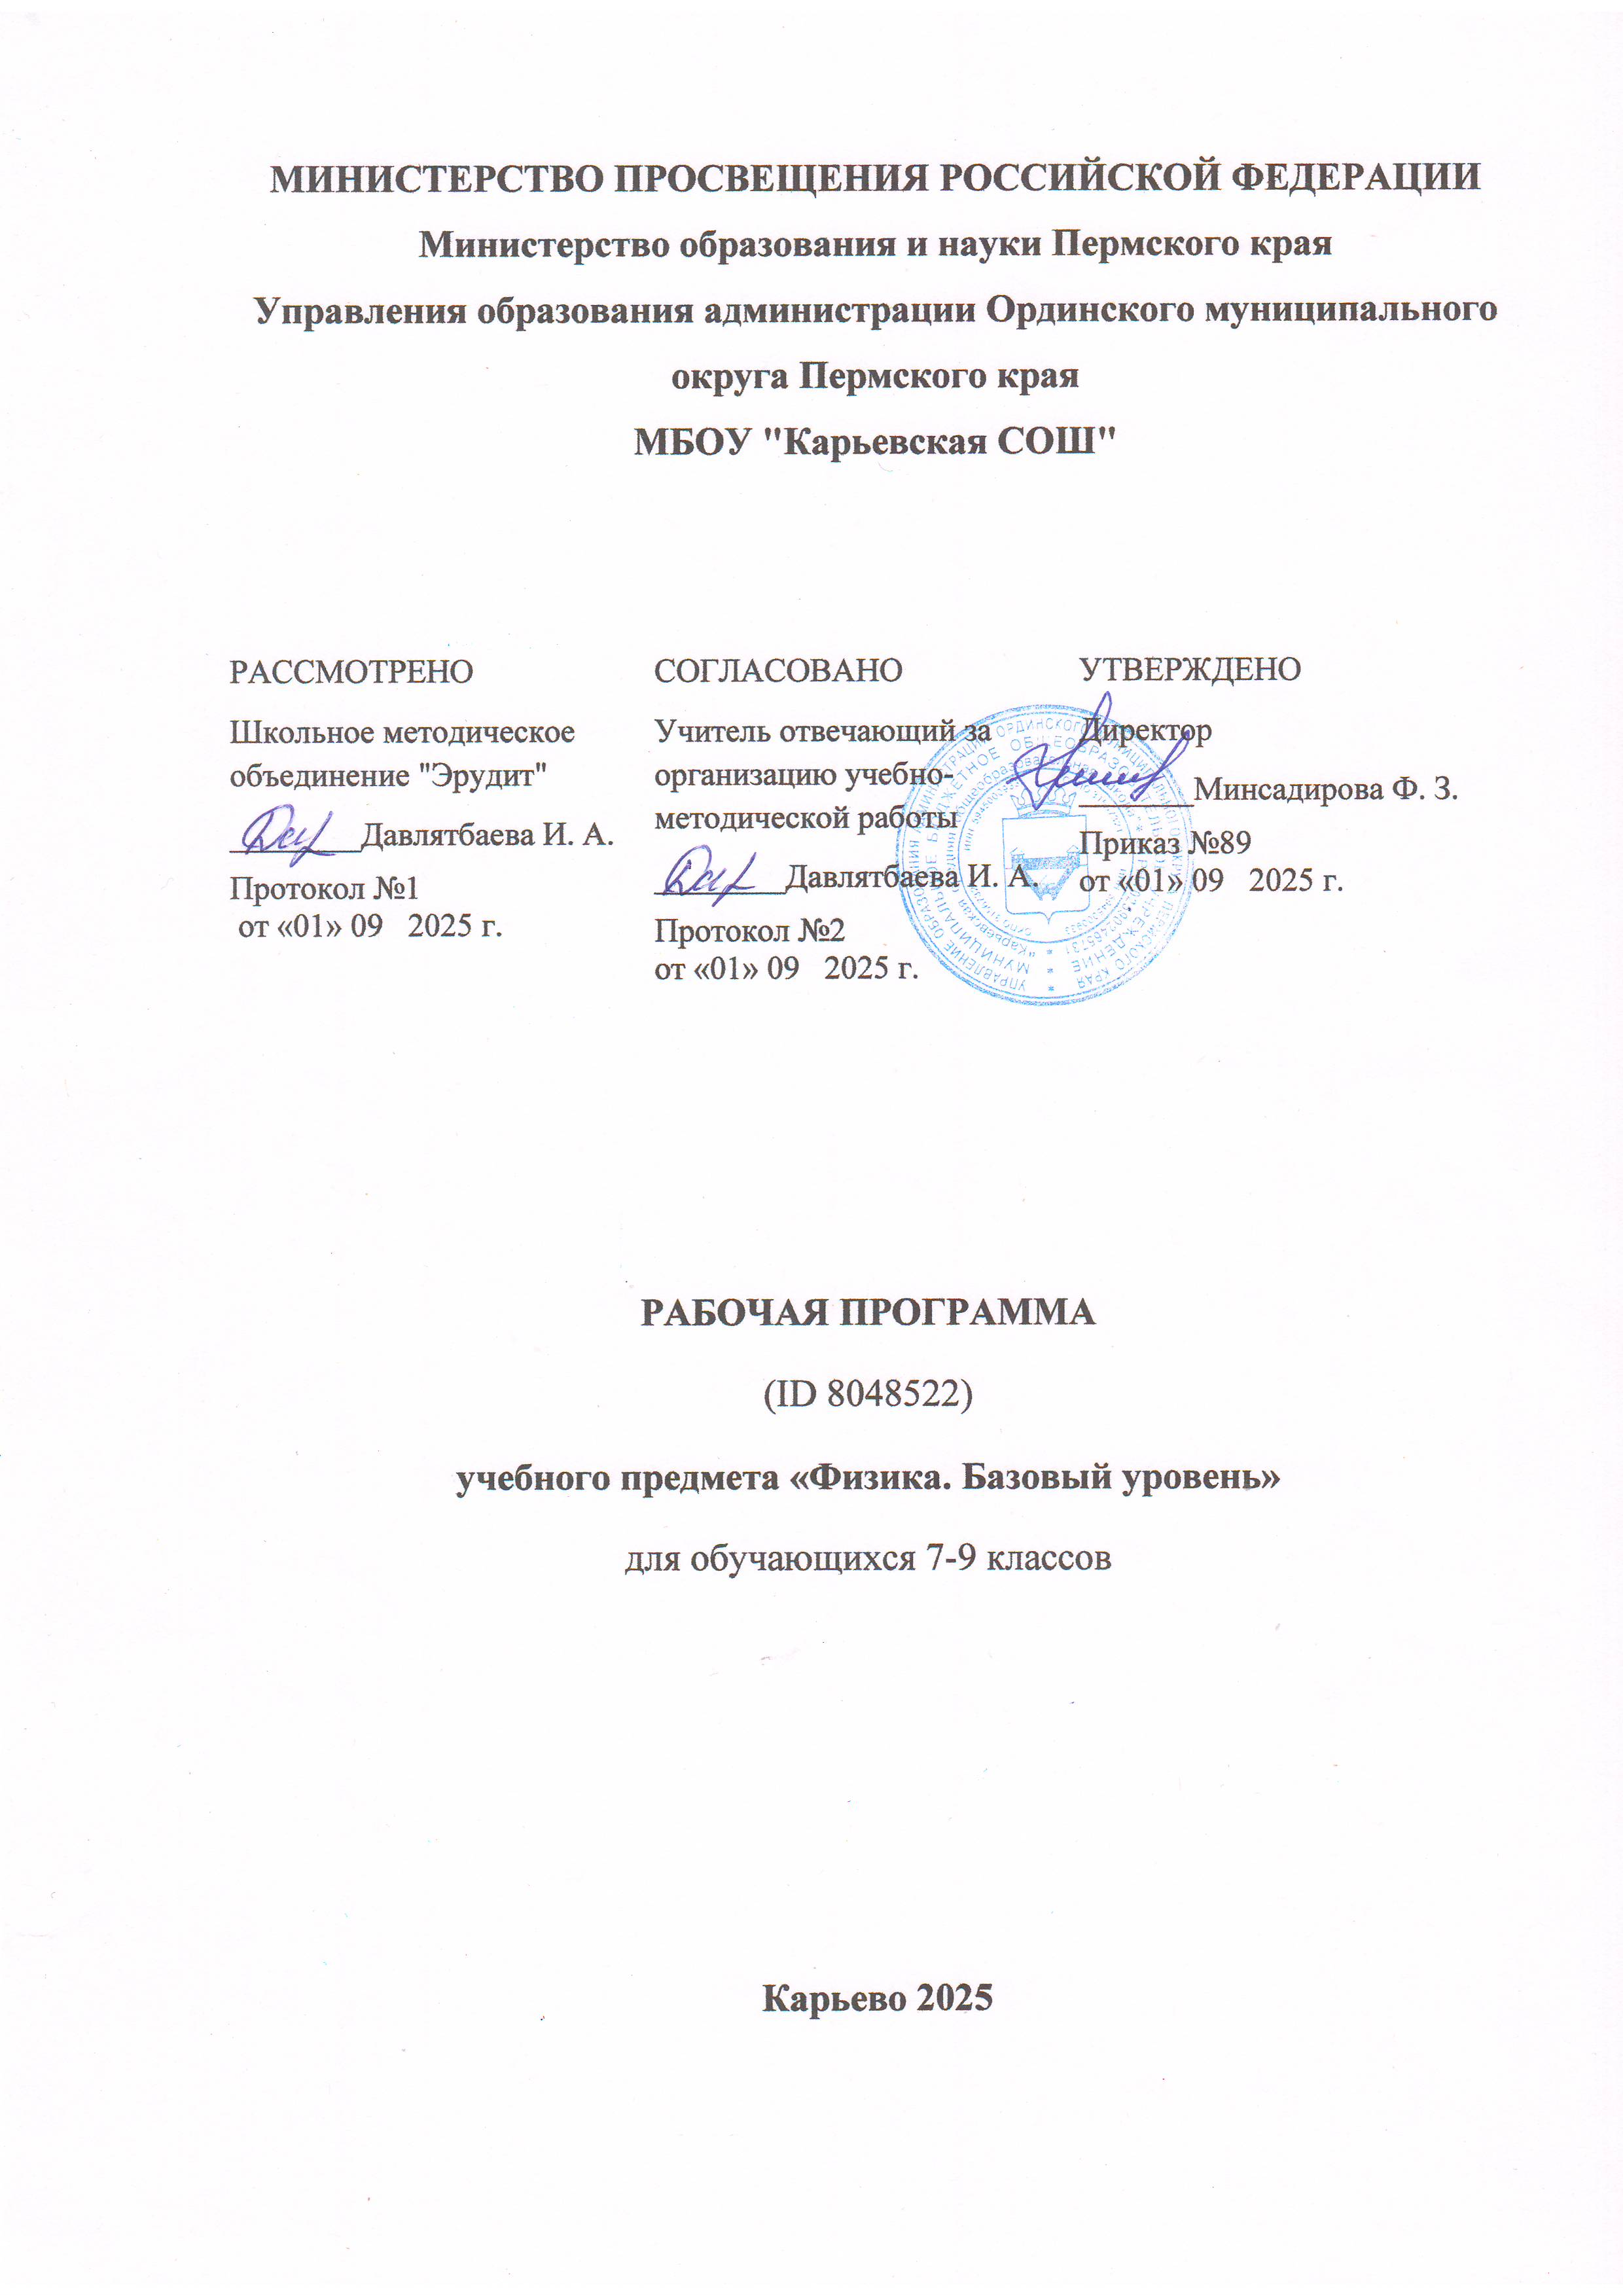 МИНИСТЕРСТВО ПРОСВЕЩЕНИЯ РОССИЙСКОЙ ФЕДЕРАЦИИ
Министерство образования и науки Пермского края
Управления образования администрации Ординского муниципального
округа Пермского края
МБОУ "Карьевская СОШ"
РАССМОТРЕНО
Школьное методическое
объединение "Эрудит"
Давлятбаева И. А.
Протокол №1
от «01» 09 2025 г.
СОГЛАСОВАНО
Учитель отвечающий за
организацию учебно-
методической работы
Давлятбаева И. А.
Протокол №2
от «01» 09 2025 г.
УТВЕРЖДЕНО
Директор
Минсадирова Ф. З.
Приказ №89
от «01» 09 2025 г.
РАБОЧАЯ ПРОГРАММА
(ID 8048522)
учебного предмета «Физика. Базовый уровень»
для обучающихся 7-9 классов
Карьево 2025